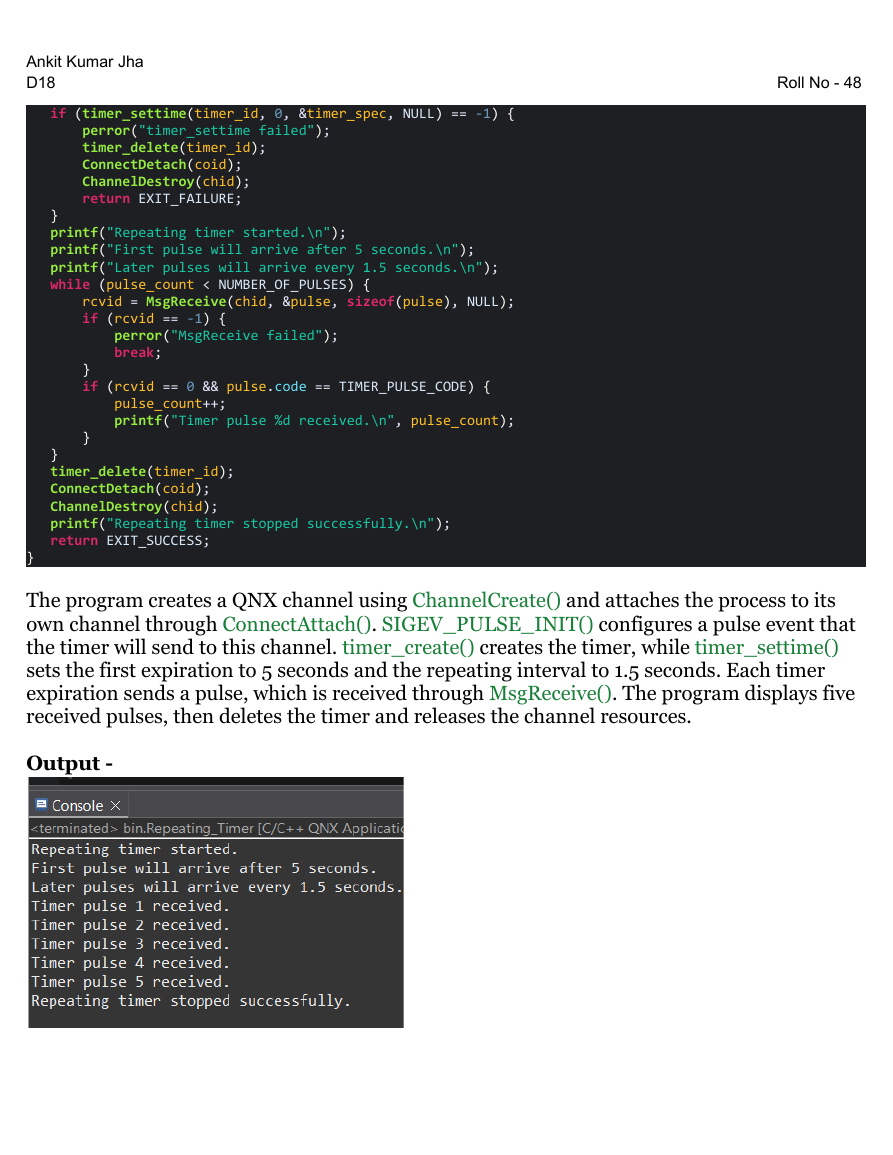 Ankit Kumar Jha
D18
Roll No - 48
if (timer_settime(timer_id, 0, &timer_spec, NULL) == -1) {
perror("timer_settime failed");
timer_delete(timer_id);
ConnectDetach(coid);
ChannelDestroy(chid);
return EXIT_FAILURE;
}
printf("Repeating timer started.\n");
printf("First pulse will arrive after 5 seconds.\n");
printf("Later pulses will arrive every 1.5 seconds.\n");
while (pulse_count < NUMBER_OF_PULSES) {
rcvid = MsgReceive(chid, &pulse, sizeof(pulse), NULL);
if (rcvid == -1) {
perror("MsgReceive failed");
break;
}
if (rcvid == 0 && pulse.code == TIMER_PULSE_CODE) {
pulse_count++;
printf("Timer pulse %d received.\n", pulse_count);
}
}
timer_delete(timer_id);
ConnectDetach(coid);
ChannelDestroy(chid);
printf("Repeating timer stopped successfully.\n");
return EXIT_SUCCESS;
}
The program creates a QNX channel using ChannelCreate() and attaches the process to its
own channel through ConnectAttach(). SIGEV_PULSE_INIT() configures a pulse event that
the timer will send to this channel. timer_create() creates the timer, while timer_settime()
sets the first expiration to 5 seconds and the repeating interval to 1.5 seconds. Each timer
expiration sends a pulse, which is received through MsgReceive(). The program displays five
received pulses, then deletes the timer and releases the channel resources.
Output -
Console
<terminated> bin.Repeating_Timer [C/C++ QNX Applicatic
Repeating timer started.
First pulse will arrive after 5 seconds.
Later pulses will arrive every 1.5 seconds.
Timer pulse 1 received.
Timer pulse 2 received.
Timer pulse 3 received.
Timer pulse 4 received.
Timer pulse 5 received.
Repeating timer stopped successfully.